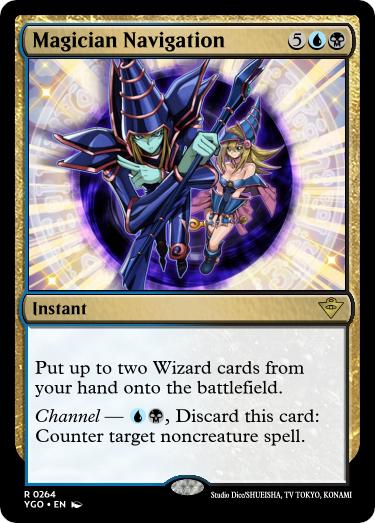 Magician Navigation 5
Instant
Put up to two Wizard cards from
your hand onto the battlefield.
Channel — , Discard this card:
Counter target noncreature spell.
R 0264
YGO • EN
Studio Dice/SHUEISHA, TV TOKYO, KONAMI